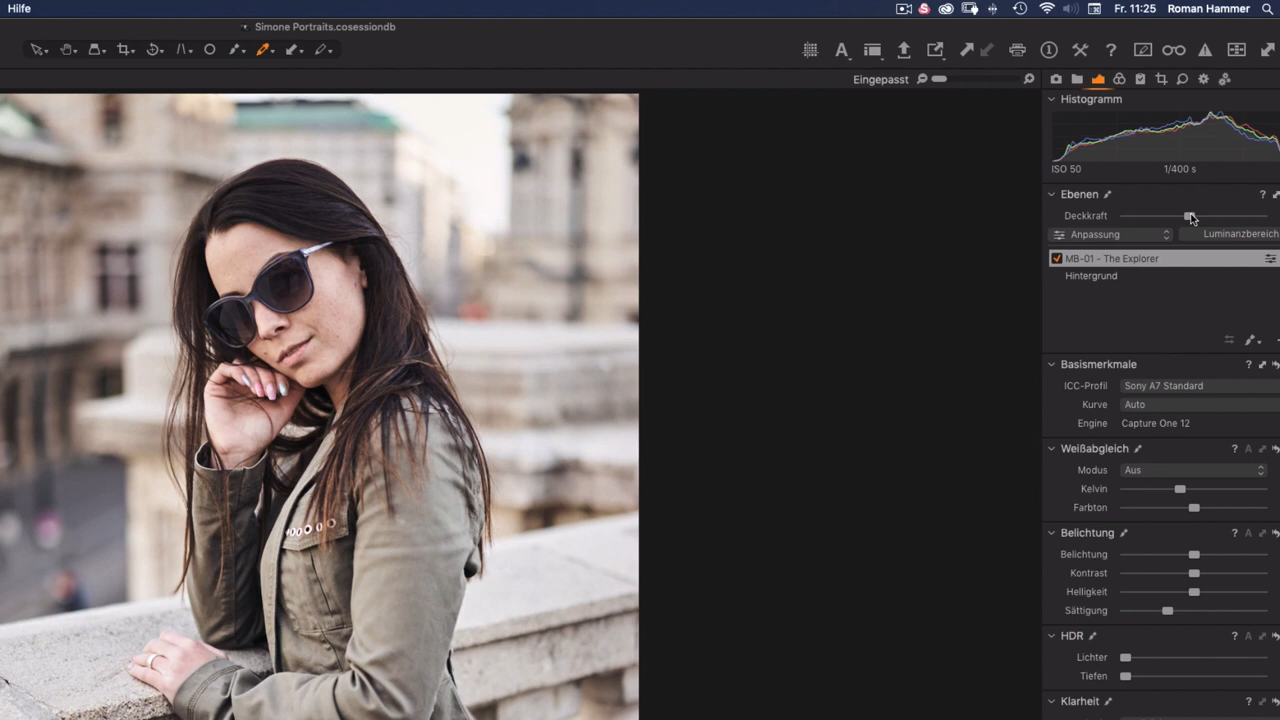 Hilfe
Fr. 11:25 Roman Hammer
Simone Portraits.cosessiondb
Eingepasst
Histogramm
ISO 50 1/400 s
Ebenen
Deckkraft
Anpassung Luminanzbereich
MB-01 - The Explorer
Hintergrund
Basismerkmale
ICC-Profil Sony A7 Standard
Kurve Auto
Engine Capture One 12
Weißabgleich
Modus Aus
Kelvin
Farbton
Belichtung
Belichtung
Kontrast
Helligkeit
Sättigung
HDR
Lichter
Tiefen
Klarheit